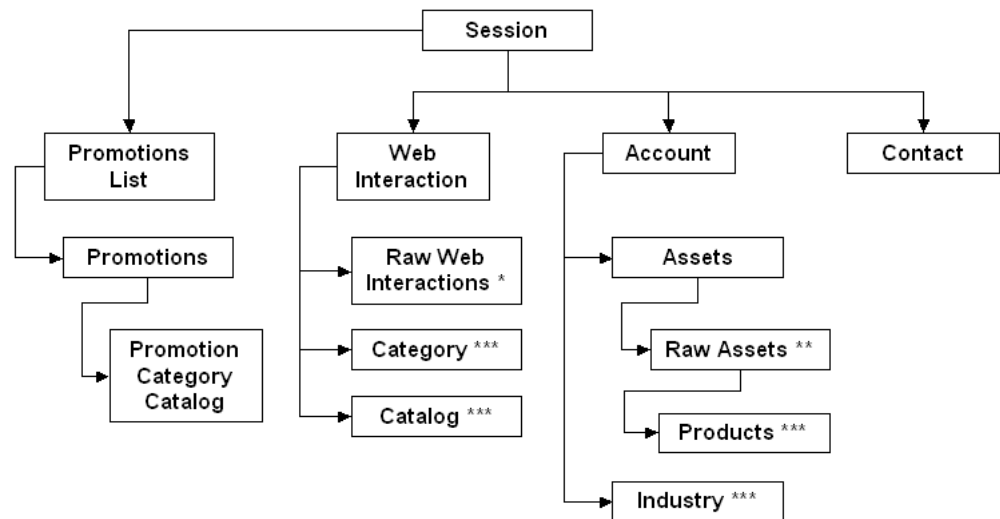 Session
Promotions
List
Web
Interaction
Account
Contact
Promotions
Raw Web
Interactions *
Assets
Promotion
Category
Catalog
Category ***
Raw Assets **
Catalog ***
Products ***
Industry ***